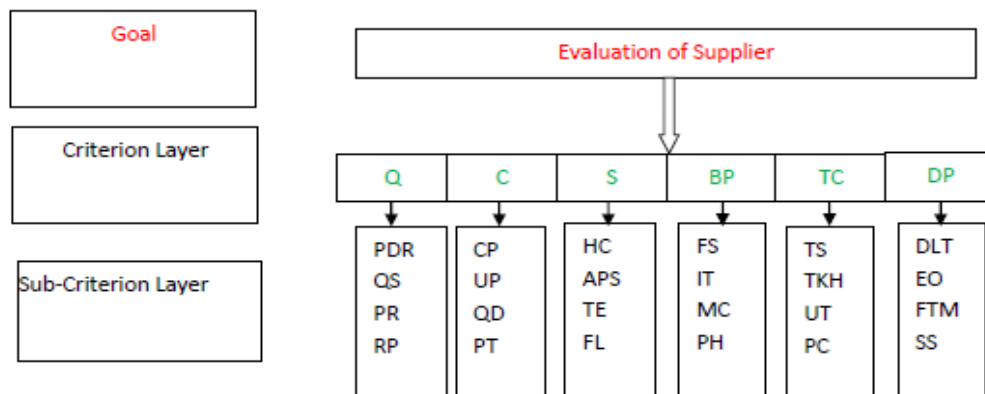 Goal
Evaluation of Supplier
Criterion Layer
Q C S BP TC DP
Sub-Criterion Layer
PDR CP HC FS TS DLT
QS UP APS IT TKH EO
PR QD TE MC UT FTM
RP PT FL PH PC SS